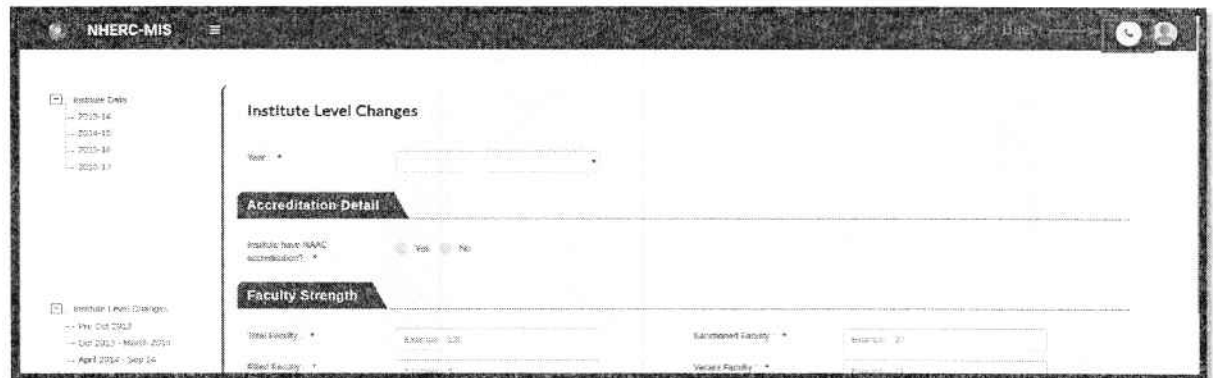 NHERC-MIS
Institute Data
2013-14
2014-15
2015-16
2016-17
Institute Level Changes
Year: *
Accreditation Detail
Institute have NAAC
accreditation? *
Yes No
Faculty Strength
Institute Level Changes
Pre Oct 2013
Oct 2013 - March 2014
April 2014 - Sep 14
Total Faculty *
Sanctioned Faculty *
Filled Faculty *
Vacant Faculty *